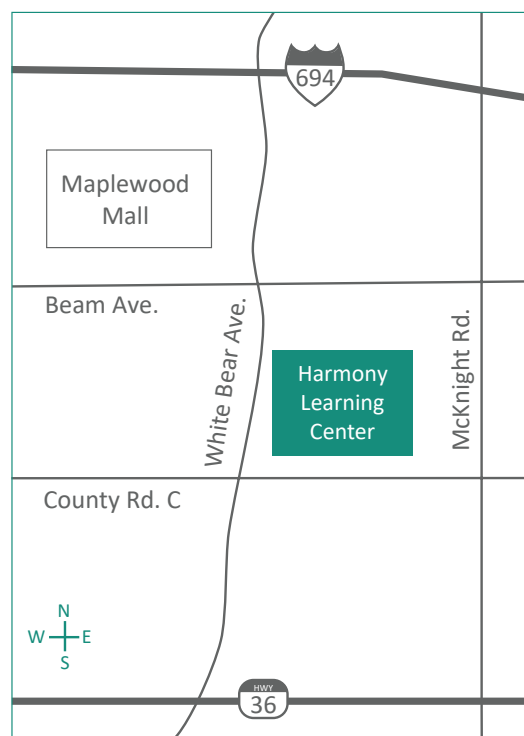 694
Maplewood
Mall
Beam Ave.
White Bear Ave.
Harmony
Learning
Center
McKnight Rd.
County Rd. C
N
W E
S
HWY
36